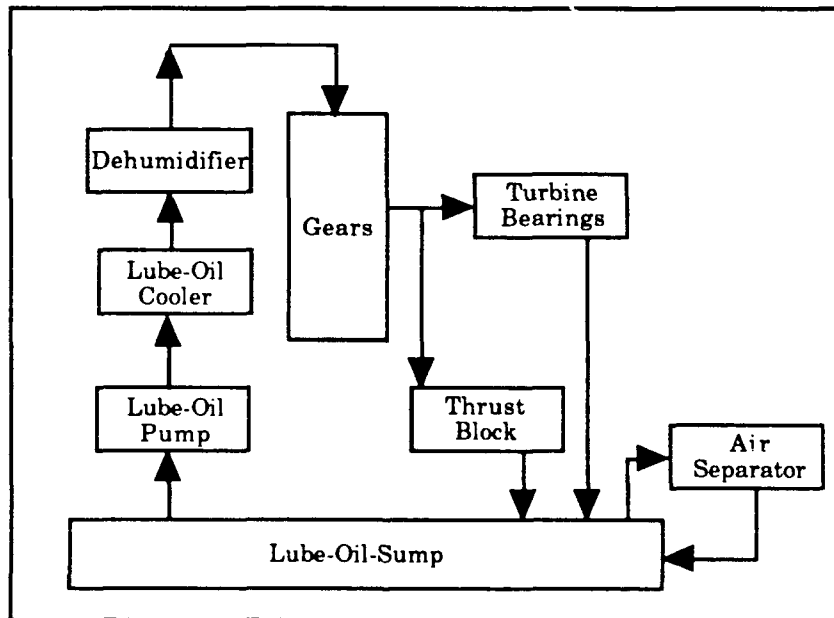 Dehumidifier
Lube-Oil
Cooler
Lube-Oil
Pump
Gears
Turbine
Bearings
Thrust
Block
Air
Separator
Lube-Oil-Sump